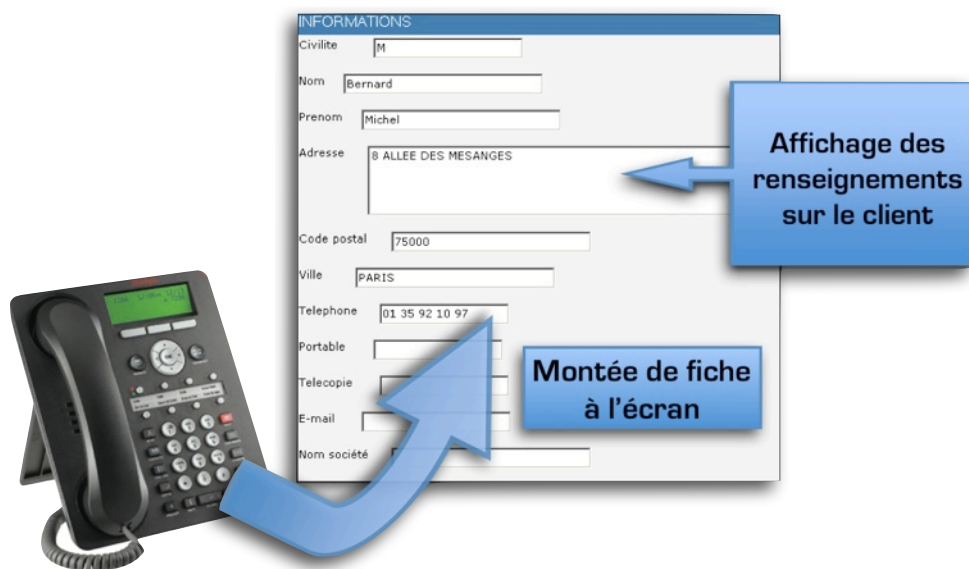 INFORMATIONS
Civilite
M
Nom
Bernard
Prenom
Michel
Adresse
8 ALLEE DES MESANGES
Affichage des
renseignements
sur le client
Code postal
75000
Ville
PARIS
Telephone
01 35 92 10 97
Portable
Montée de fiche
à l'écran
Telecopie
E-mail
Nom société